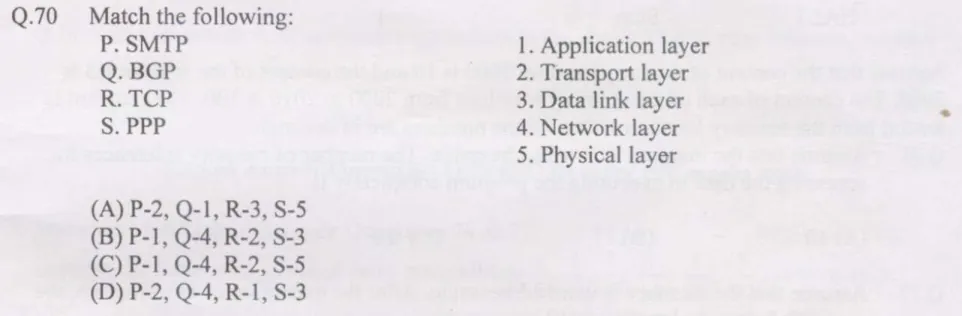 Q.70 Match the following:
P. SMTP 1. Application layer
Q. BGP 2. Transport layer
R. TCP 3. Data link layer
S. PPP 4. Network layer
5. Physical layer
(A) P-2, Q-1, R-3, S-5
(B) P-1, Q-4, R-2, S-3
(C) P-1, Q-4, R-2, S-5
(D) P-2, Q-4, R-1, S-3